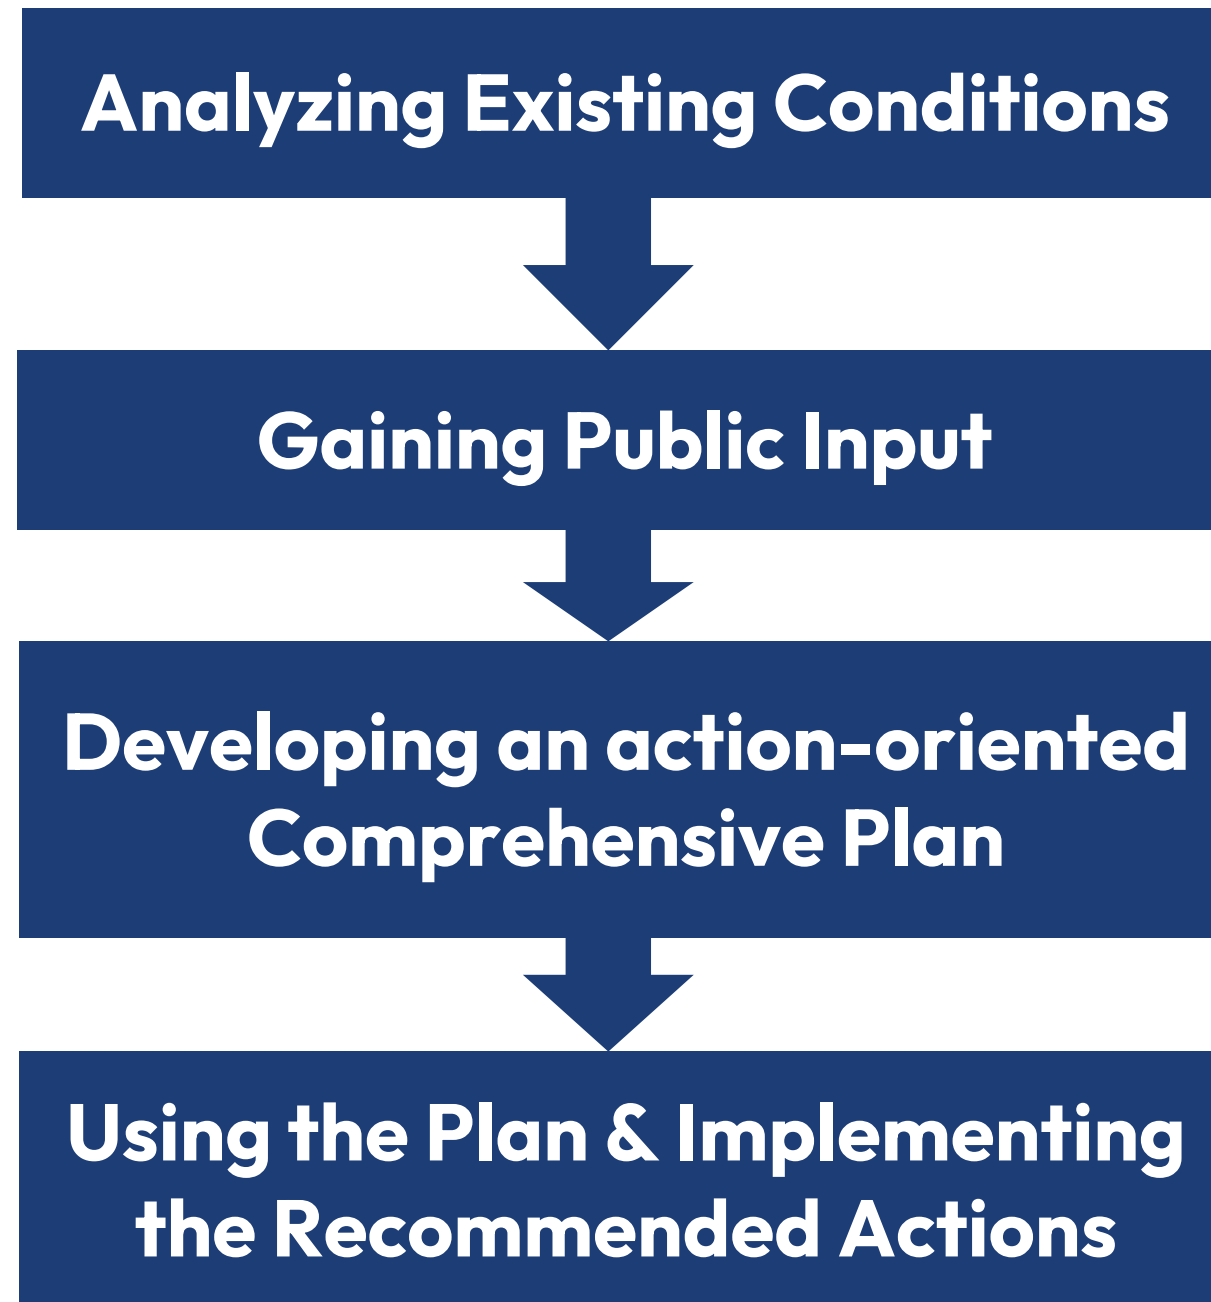 Analyzing Existing Conditions
Gaining Public Input
Developing an action-oriented
Comprehensive Plan
Using the Plan & Implementing
the Recommended Actions